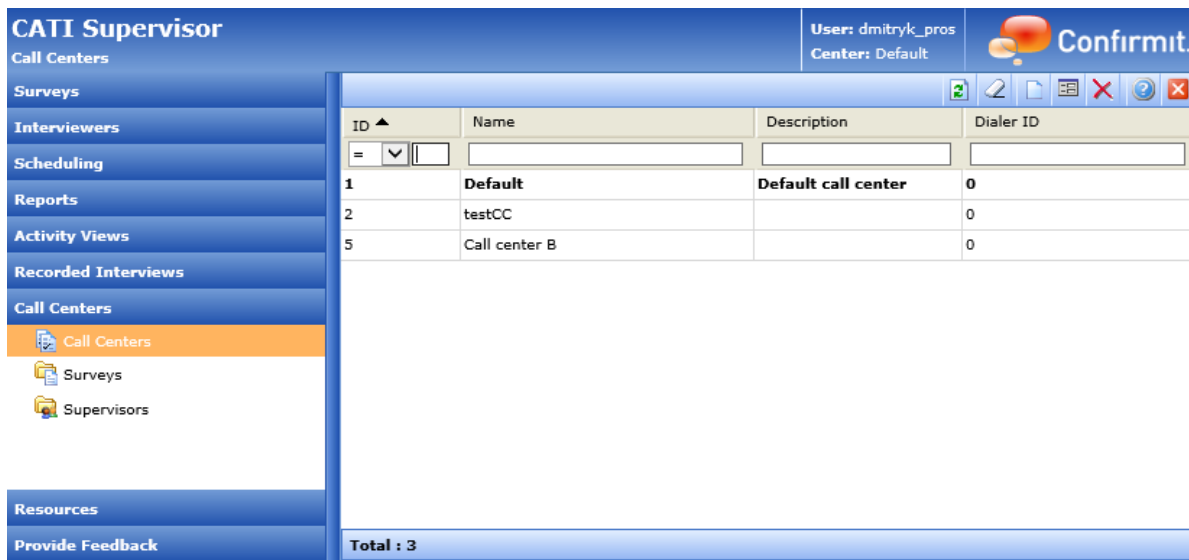 CATI Supervisor
Call Centers
User: dmitryk_pros
Center: Default
Confirmit.
Surveys
Interviewers
Scheduling
Reports
Activity Views
Recorded Interviews
Call Centers
Call Centers
Surveys
Supervisors
Resources
Provide Feedback
ID Name Description Dialer ID
=
1 Default Default call center 0
2 testCC 0
5 Call center B 0
Total : 3